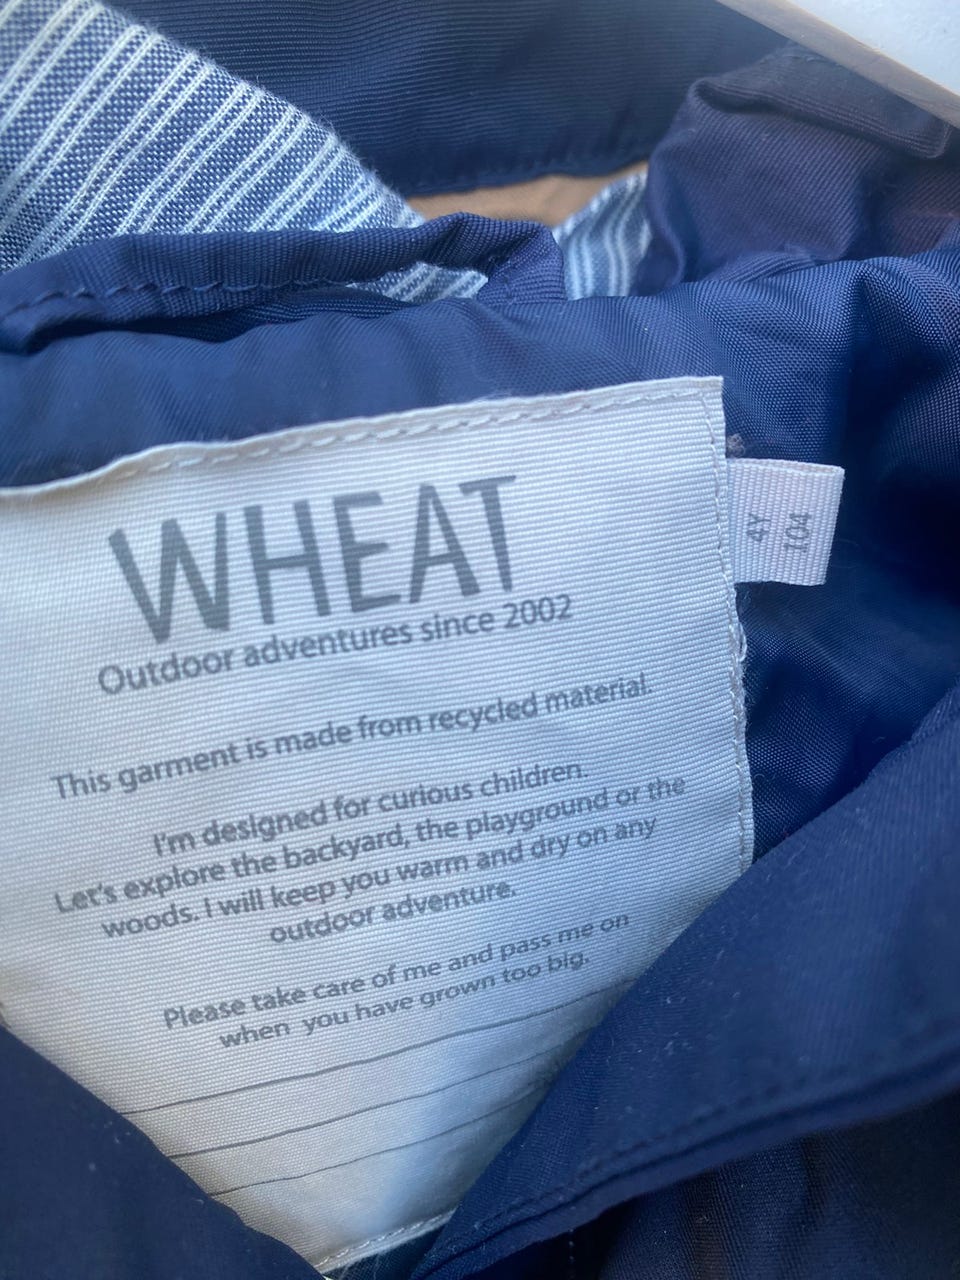 WHEAT
Outdoor adventures since 2002
This garment is made from recycled material.
I'm designed for curious children.
Let's explore the backyard, the playground or the
woods. I will keep you warm and dry on any
outdoor adventure.
Please take care of me and pass me on
when you have grown too big.
4Y
104